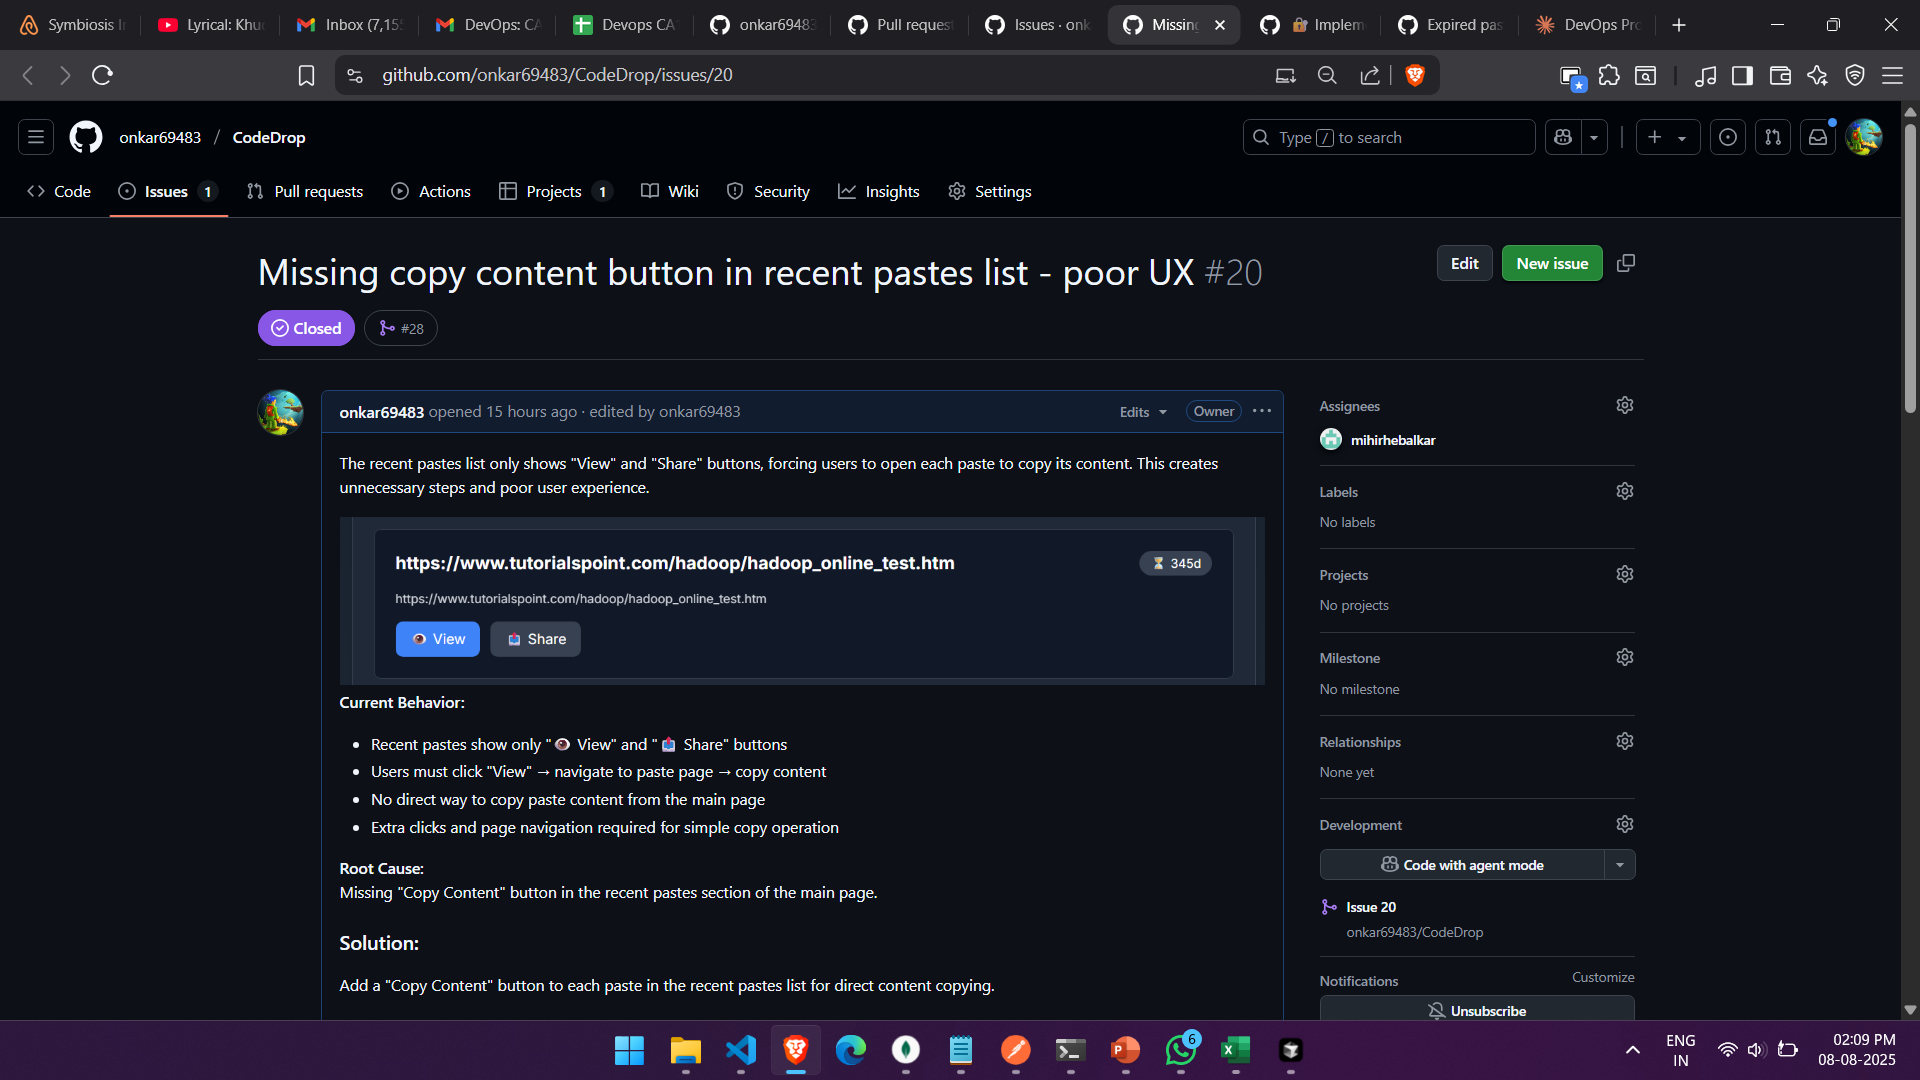 Symbiosis I
Lyrical: Khu
Inbox (7,15
DevOps: CA
Devops CA
onkar69483
Pull request
Issues · onk
Missing
Implem
Expired pas
DevOps Pro
github.com/onkar69483/CodeDrop/issues/20
onkar69483 / CodeDrop
Type / to search
Code
Issues 1
Pull requests
Actions
Projects 1
Wiki
Security
Insights
Settings
Missing copy content button in recent pastes list - poor UX #20
Edit
New issue
Closed
#28
onkar69483 opened 15 hours ago · edited by onkar69483
Edits
Owner
The recent pastes list only shows "View" and "Share" buttons, forcing users to open each paste to copy its content. This creates
unnecessary steps and poor user experience.
https://www.tutorialspoint.com/hadoop/hadoop_online_test.htm
⌛ 345d
https://www.tutorialspoint.com/hadoop/hadoop_online_test.htm
👁 View
📤 Share
Current Behavior:
• Recent pastes show only "👁 View" and "📤 Share" buttons
• Users must click "View" → navigate to paste page → copy content
• No direct way to copy paste content from the main page
• Extra clicks and page navigation required for simple copy operation
Root Cause:
Missing "Copy Content" button in the recent pastes section of the main page.
Solution:
Add a "Copy Content" button to each paste in the recent pastes list for direct content copying.
Assignees
mihirhebalkar
Labels
No labels
Projects
No projects
Milestone
No milestone
Relationships
None yet
Development
Code with agent mode
Issue 20
onkar69483/CodeDrop
Notifications
Customize
Unsubscribe
6
ENG
IN
02:09 PM
08-08-2025